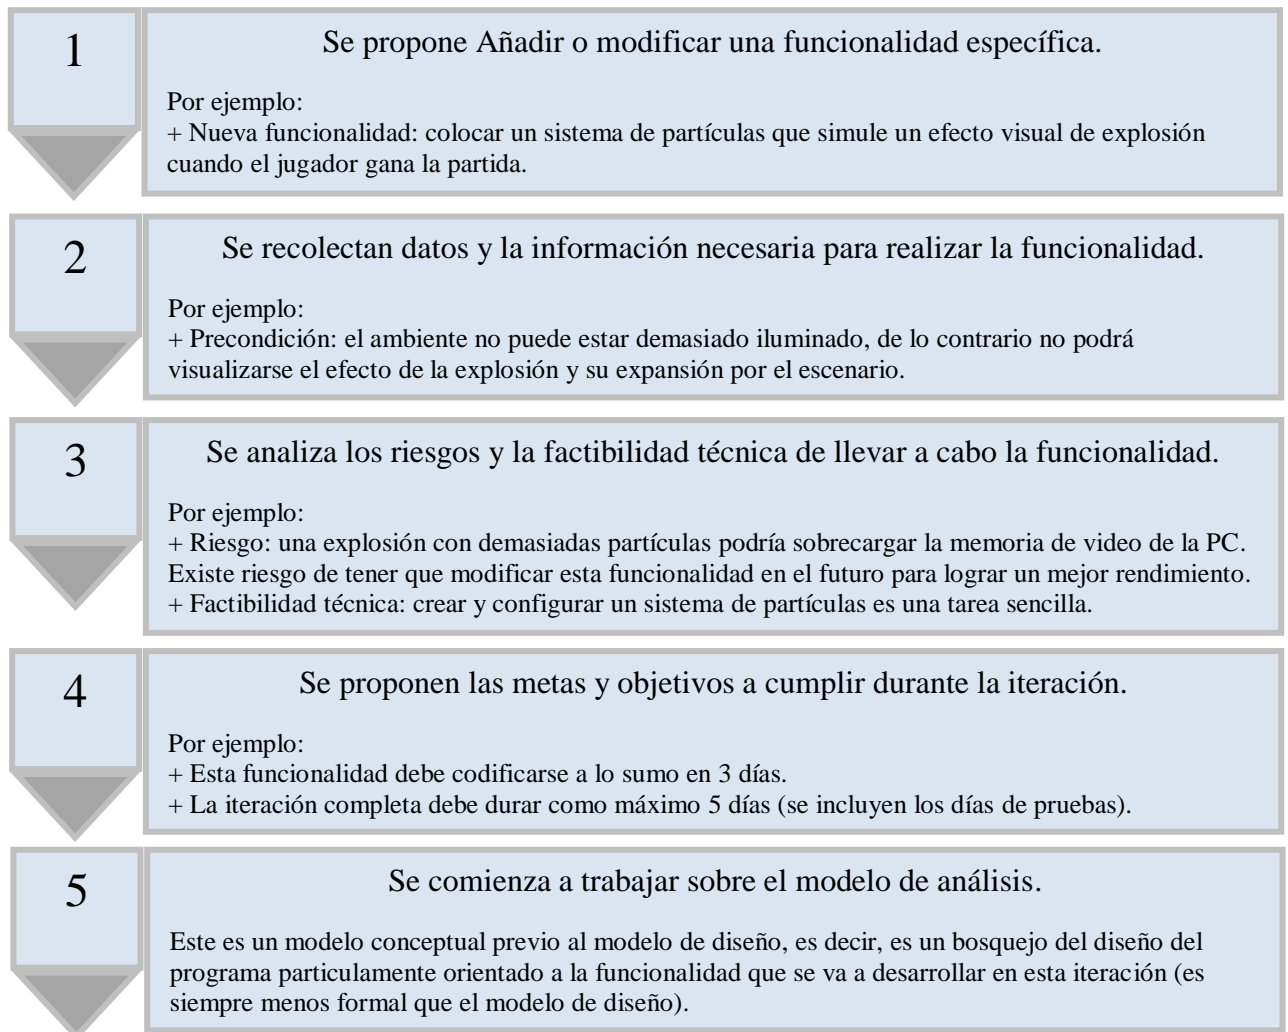 1
Se propone Añadir o modificar una funcionalidad específica.
Por ejemplo:
+ Nueva funcionalidad: colocar un sistema de partículas que simule un efecto visual de explosión
cuando el jugador gana la partida.
2
Se recolectan datos y la información necesaria para realizar la funcionalidad.
Por ejemplo:
+ Precondición: el ambiente no puede estar demasiado iluminado, de lo contrario no podrá
visualizarse el efecto de la explosión y su expansión por el escenario.
3
Se analiza los riesgos y la factibilidad técnica de llevar a cabo la funcionalidad.
Por ejemplo:
+ Riesgo: una explosión con demasiadas partículas podría sobrecargar la memoria de video de la PC.
Existe riesgo de tener que modificar esta funcionalidad en el futuro para lograr un mejor rendimiento.
+ Factibilidad técnica: crear y configurar un sistema de partículas es una tarea sencilla.
4
Se proponen las metas y objetivos a cumplir durante la iteración.
Por ejemplo:
+ Esta funcionalidad debe codificarse a lo sumo en 3 días.
+ La iteración completa debe durar como máximo 5 días (se incluyen los días de pruebas).
5
Se comienza a trabajar sobre el modelo de análisis.
Este es un modelo conceptual previo al modelo de diseño, es decir, es un bosquejo del diseño del
programa particulamente orientado a la funcionalidad que se va a desarrollar en esta iteración (es
siempre menos formal que el modelo de diseño).